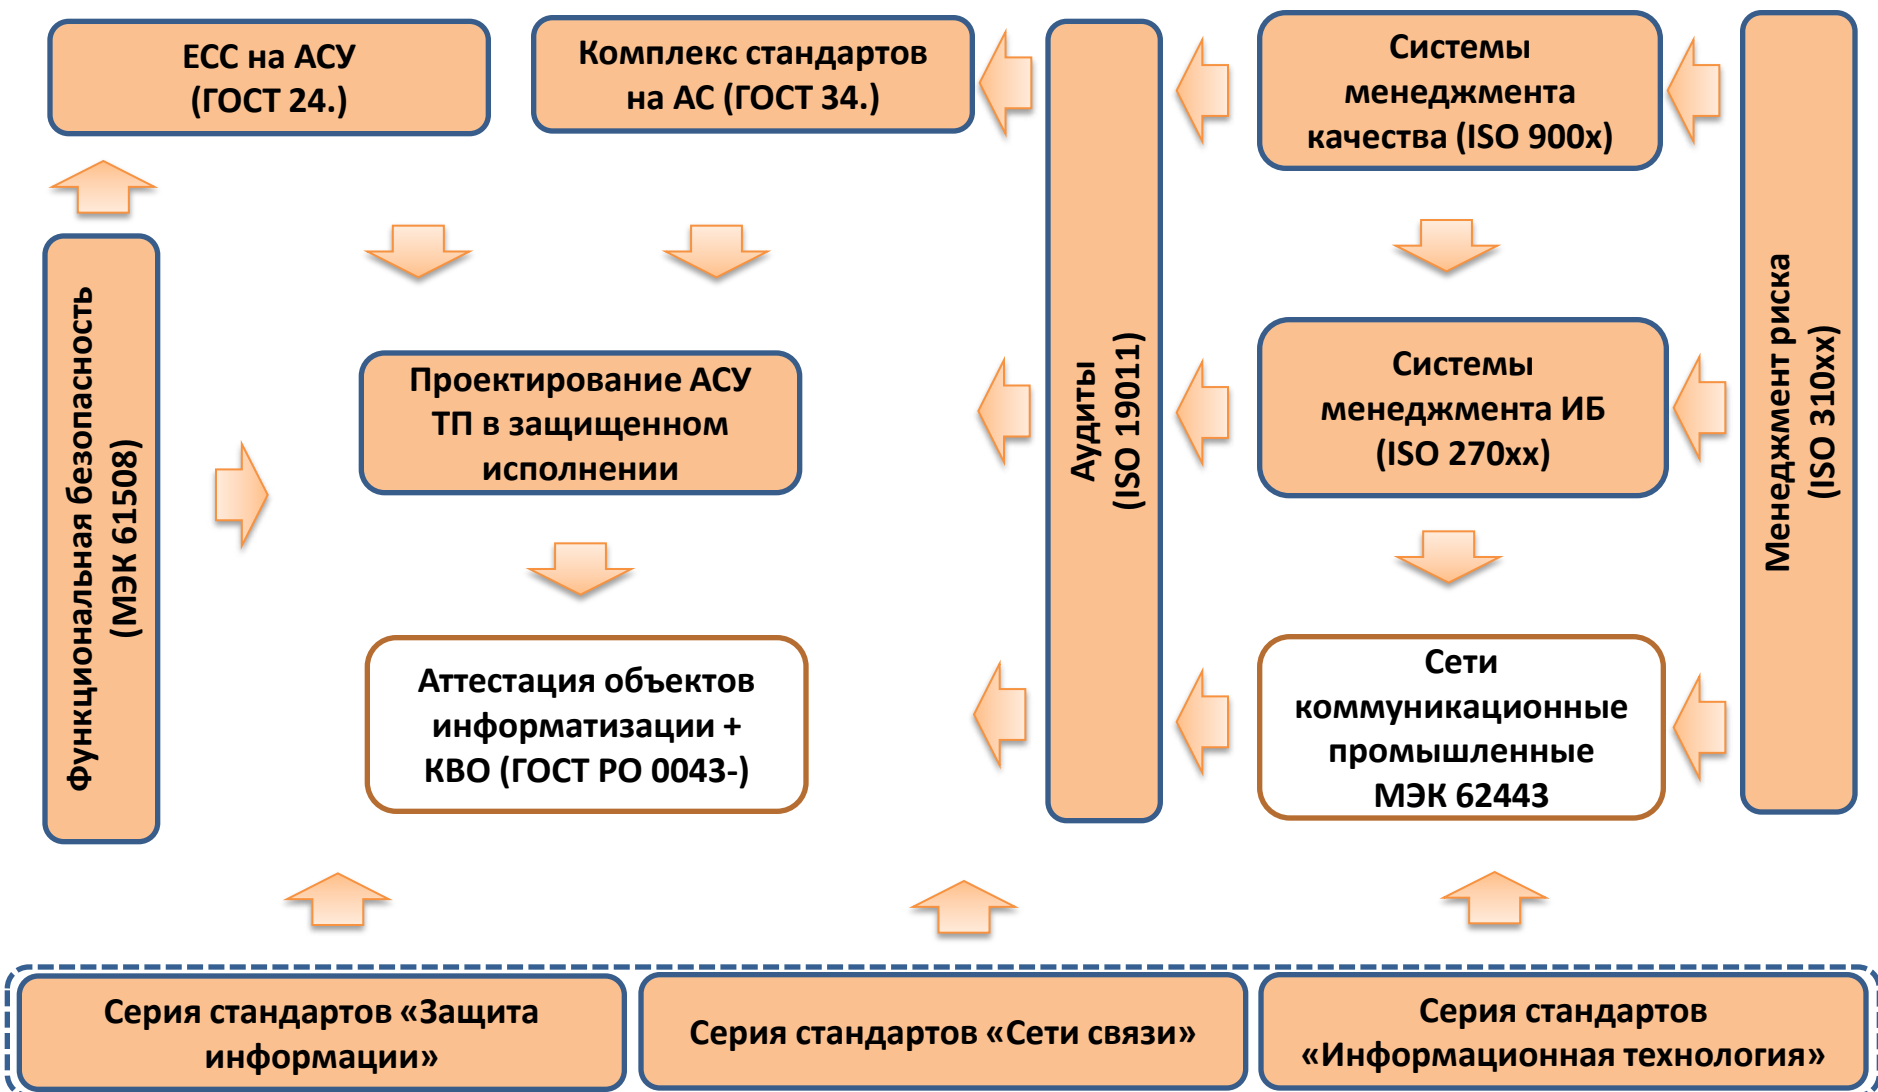 ЕСС на АСУ
(ГОСТ 24.)
Комплекс стандартов
на АС (ГОСТ 34.)
Системы
менеджмента
качества (ISO 900x)
Функциональная безопасность
(МЭК 61508)
Проектирование АСУ
ТП в защищенном
исполнении
Аудиты
(ISO 19011)
Системы
менеджмента ИБ
(ISO 270xx)
Менеджмент риска
(ISO 310xx)
Аттестация объектов
информатизации +
КВО (ГОСТ РО 0043-)
Сети
коммуникационные
промышленные
МЭК 62443
Серия стандартов «Защита
информации»
Серия стандартов «Сети связи»
Серия стандартов
«Информационная технология»